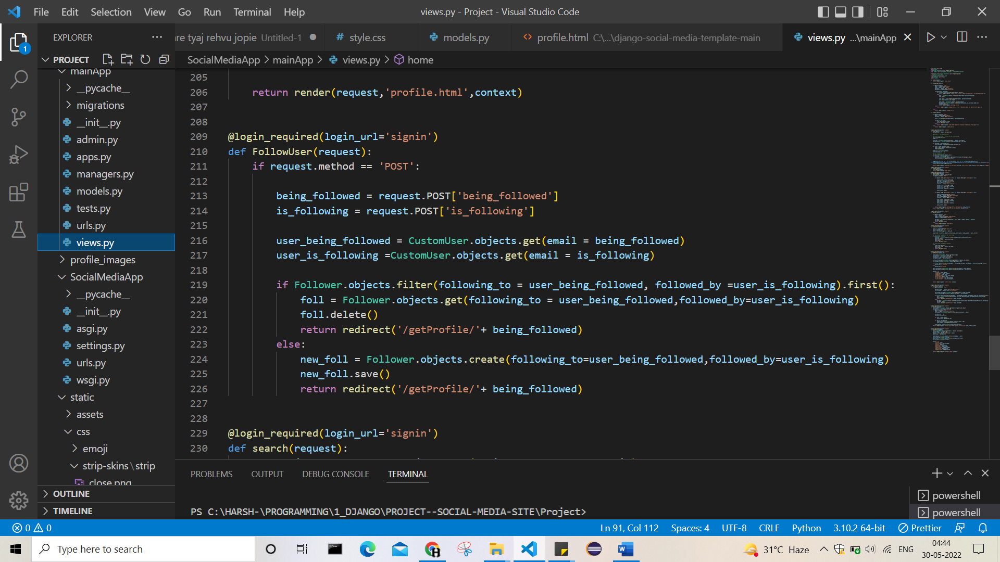 File Edit Selection View Go Run Terminal Help
views.py - Project - Visual Studio Code
EXPLORER
re tyaj rehvu jopie Untitled-1
style.css
models.py
profile.html C:\...\django-social-media-template-main
views.py ...\mainApp
1
PROJECT
SocialMediaApp > mainApp > views.py > home
mainApp
__pycache__
migrations
__init__.py
admin.py
apps.py
managers.py
models.py
tests.py
urls.py
views.py
profile_images
SocialMediaApp
__pycache__
__init__.py
asgi.py
settings.py
urls.py
wsgi.py
static
assets
css
emoji
strip-skins\strip
close.png
OUTLINE
TIMELINE
205
206 return render(request,'profile.html',context)
207
208
209 @login_required(login_url='signin')
210 def FollowUser(request):
211 if request.method == 'POST':
212
213 being_followed = request.POST['being_followed']
214 is_following = request.POST['is_following']
215
216 user_being_followed = CustomUser.objects.get(email = being_followed)
217 user_is_following =CustomUser.objects.get(email = is_following)
218
219 if Follower.objects.filter(following_to = user_being_followed, followed_by =user_is_following).first():
220 foll = Follower.objects.get(following_to = user_being_followed,followed_by=user_is_following)
221 foll.delete()
222 return redirect('/getProfile/'+ being_followed)
223 else:
224 new_foll = Follower.objects.create(following_to=user_being_followed,followed_by=user_is_following)
225 new_foll.save()
226 return redirect('/getProfile/'+ being_followed)
227
228
229 @login_required(login_url='signin')
230 def search(request):
PROBLEMS OUTPUT DEBUG CONSOLE TERMINAL
PS C:\HARSH-\PROGRAMMING\1_DJANGO\PROJECT--SOCIAL-MEDIA-SITE\Project>
powershell
powershell
0 0
Ln 91, Col 112 Spaces: 4 UTF-8 CRLF Python 3.10.2 64-bit Prettier
Type here to search
31°C Haze
ENG
04:44
30-05-2022